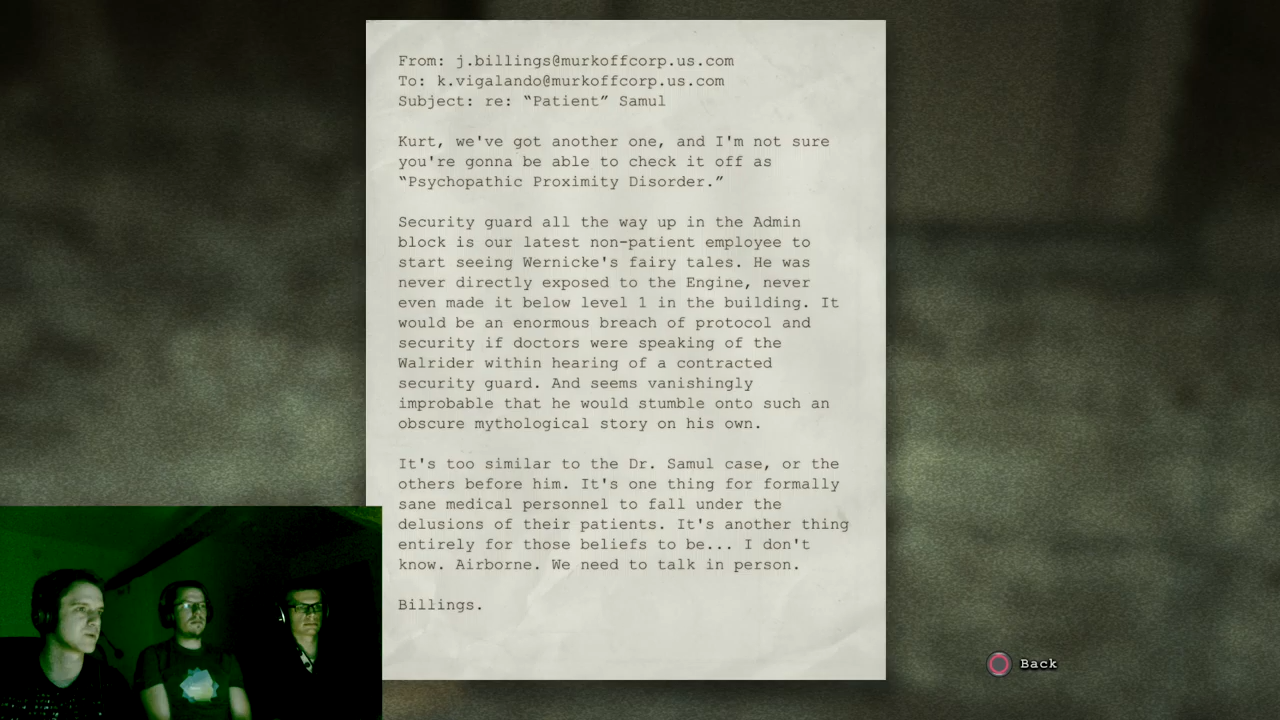 From: j.billings@murkoffcorp.us.com
To: k.vigalando@murkoffcorp.us.com
Subject: re: “Patient” Samul
Kurt, we've got another one, and I'm not sure
you're gonna be able to check it off as
“Psychopathic Proximity Disorder.”
Security guard all the way up in the Admin
block is our latest non-patient employee to
start seeing Wernicke's fairy tales. He was
never directly exposed to the Engine, never
even made it below level 1 in the building. It
would be an enormous breach of protocol and
security if doctors were speaking of the
Walrider within hearing of a contracted
security guard. And seems vanishingly
improbable that he would stumble onto such an
obscure mythological story on his own.
It's too similar to the Dr. Samul case, or the
others before him. It's one thing for formally
sane medical personnel to fall under the
delusions of their patients. It's another thing
entirely for those beliefs to be... I don't
know. Airborne. We need to talk in person.
Billings.
Back